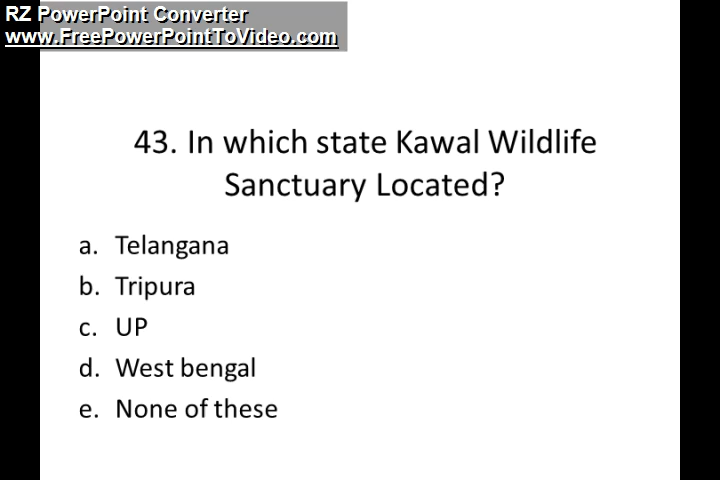 RZ PowerPoint Converter
www.FreePowerPointToVideo.com
43. In which state Kawal Wildlife
Sanctuary Located?
a. Telangana
b. Tripura
c. UP
d. West bengal
e. None of these